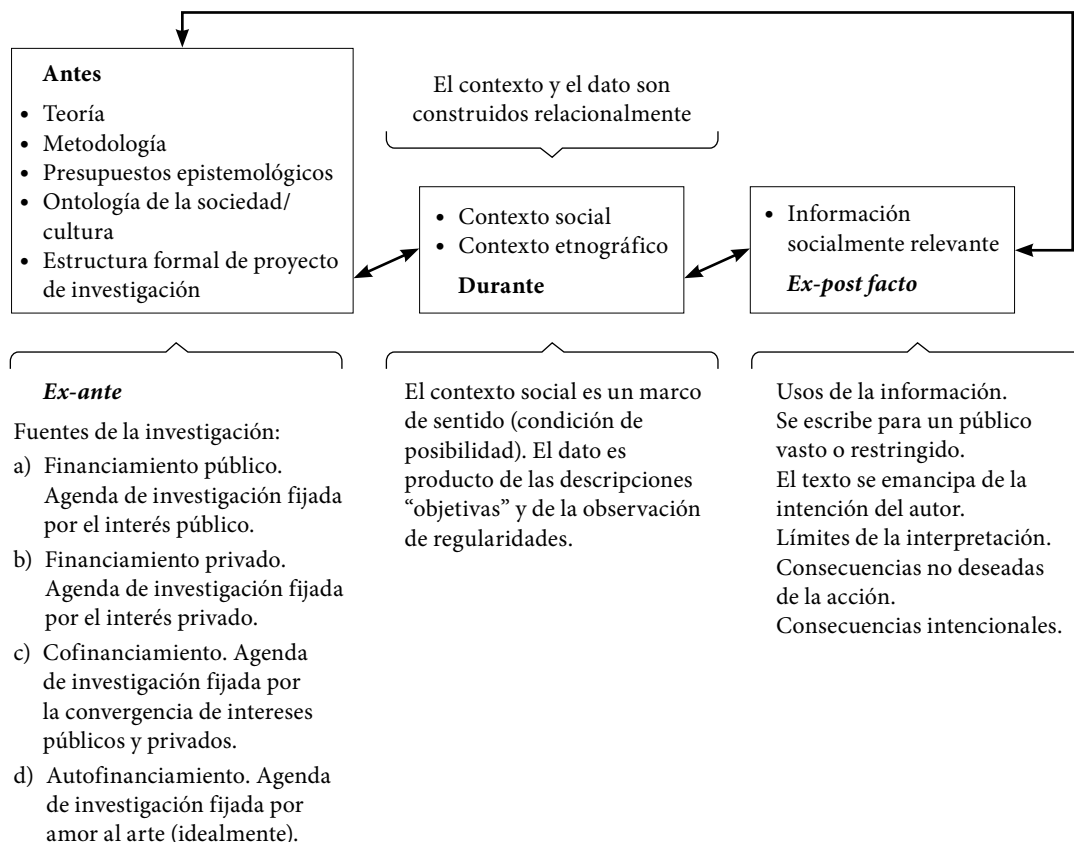 Antes
• Teoría
• Metodología
• Presupuestos epistemológicos
• Ontología de la sociedad/
cultura
• Estructura formal de proyecto
de investigación
El contexto y el dato son
construidos relacionalmente
• Contexto social
• Contexto etnográfico
Durante
• Información
socialmente relevante
Ex-post facto
Ex-ante
Fuentes de la investigación:
a) Financiamiento público.
Agenda de investigación fijada
por el interés público.
b) Financiamiento privado.
Agenda de investigación fijada
por el interés privado.
c) Cofinanciamiento. Agenda
de investigación fijada por
la convergencia de intereses
públicos y privados.
d) Autofinanciamiento. Agenda
de investigación fijada por
amor al arte (idealmente).
El contexto social es un marco
de sentido (condición de
posibilidad). El dato es
producto de las descripciones
“objetivas” y de la observación
de regularidades.
Usos de la información.
Se escribe para un público
vasto o restringido.
El texto se emancipa de la
intención del autor.
Límites de la interpretación.
Consecuencias no deseadas
de la acción.
Consecuencias intencionales.